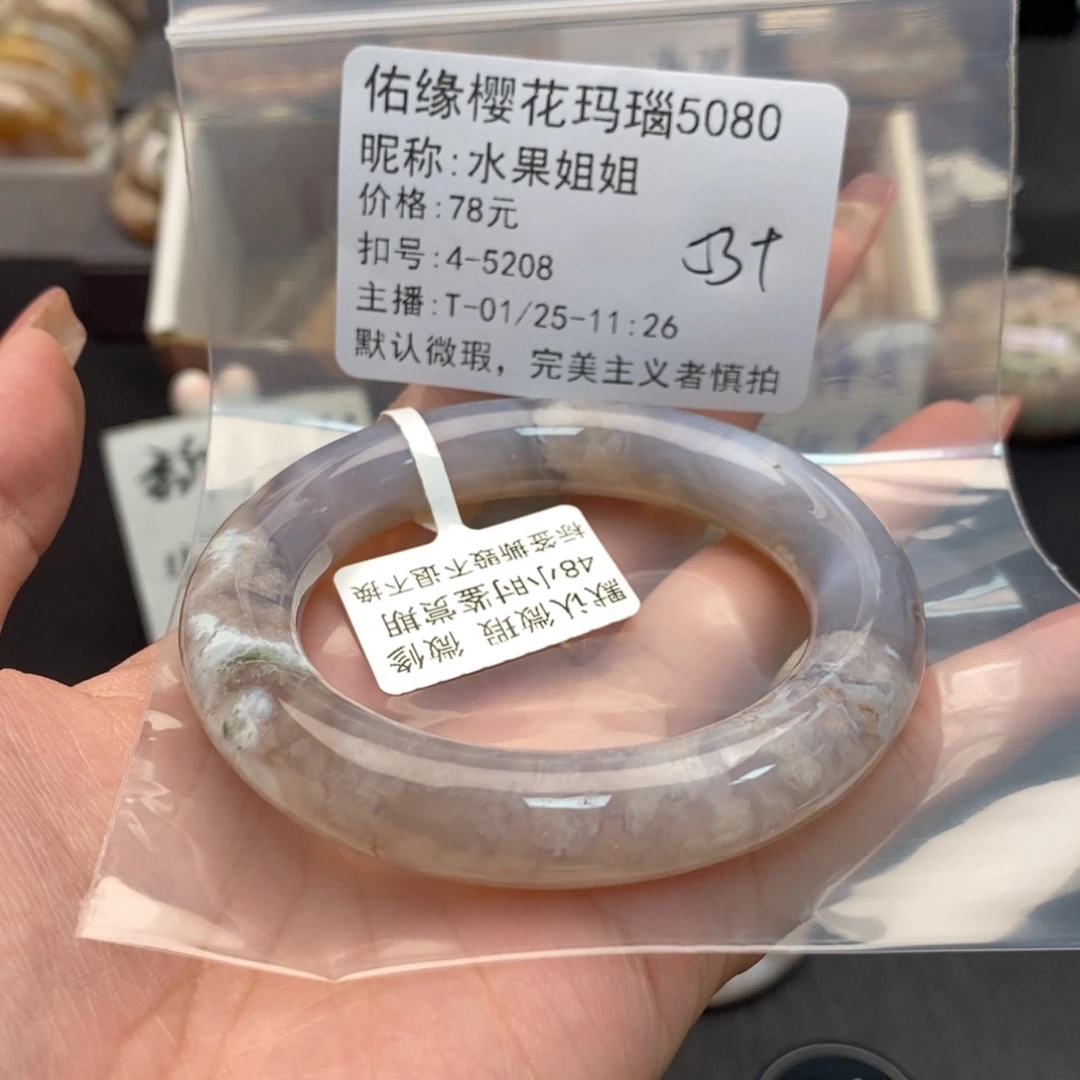 佑缘樱花玛瑙5080
昵称:水果姐姐
价格:78元
扣号:4-5208
主播:T-01/25-11:26
默认微瑕，完美主义者慎拍
默认微瑕 微修
48小时鉴赏期
标签撕毁不退不换